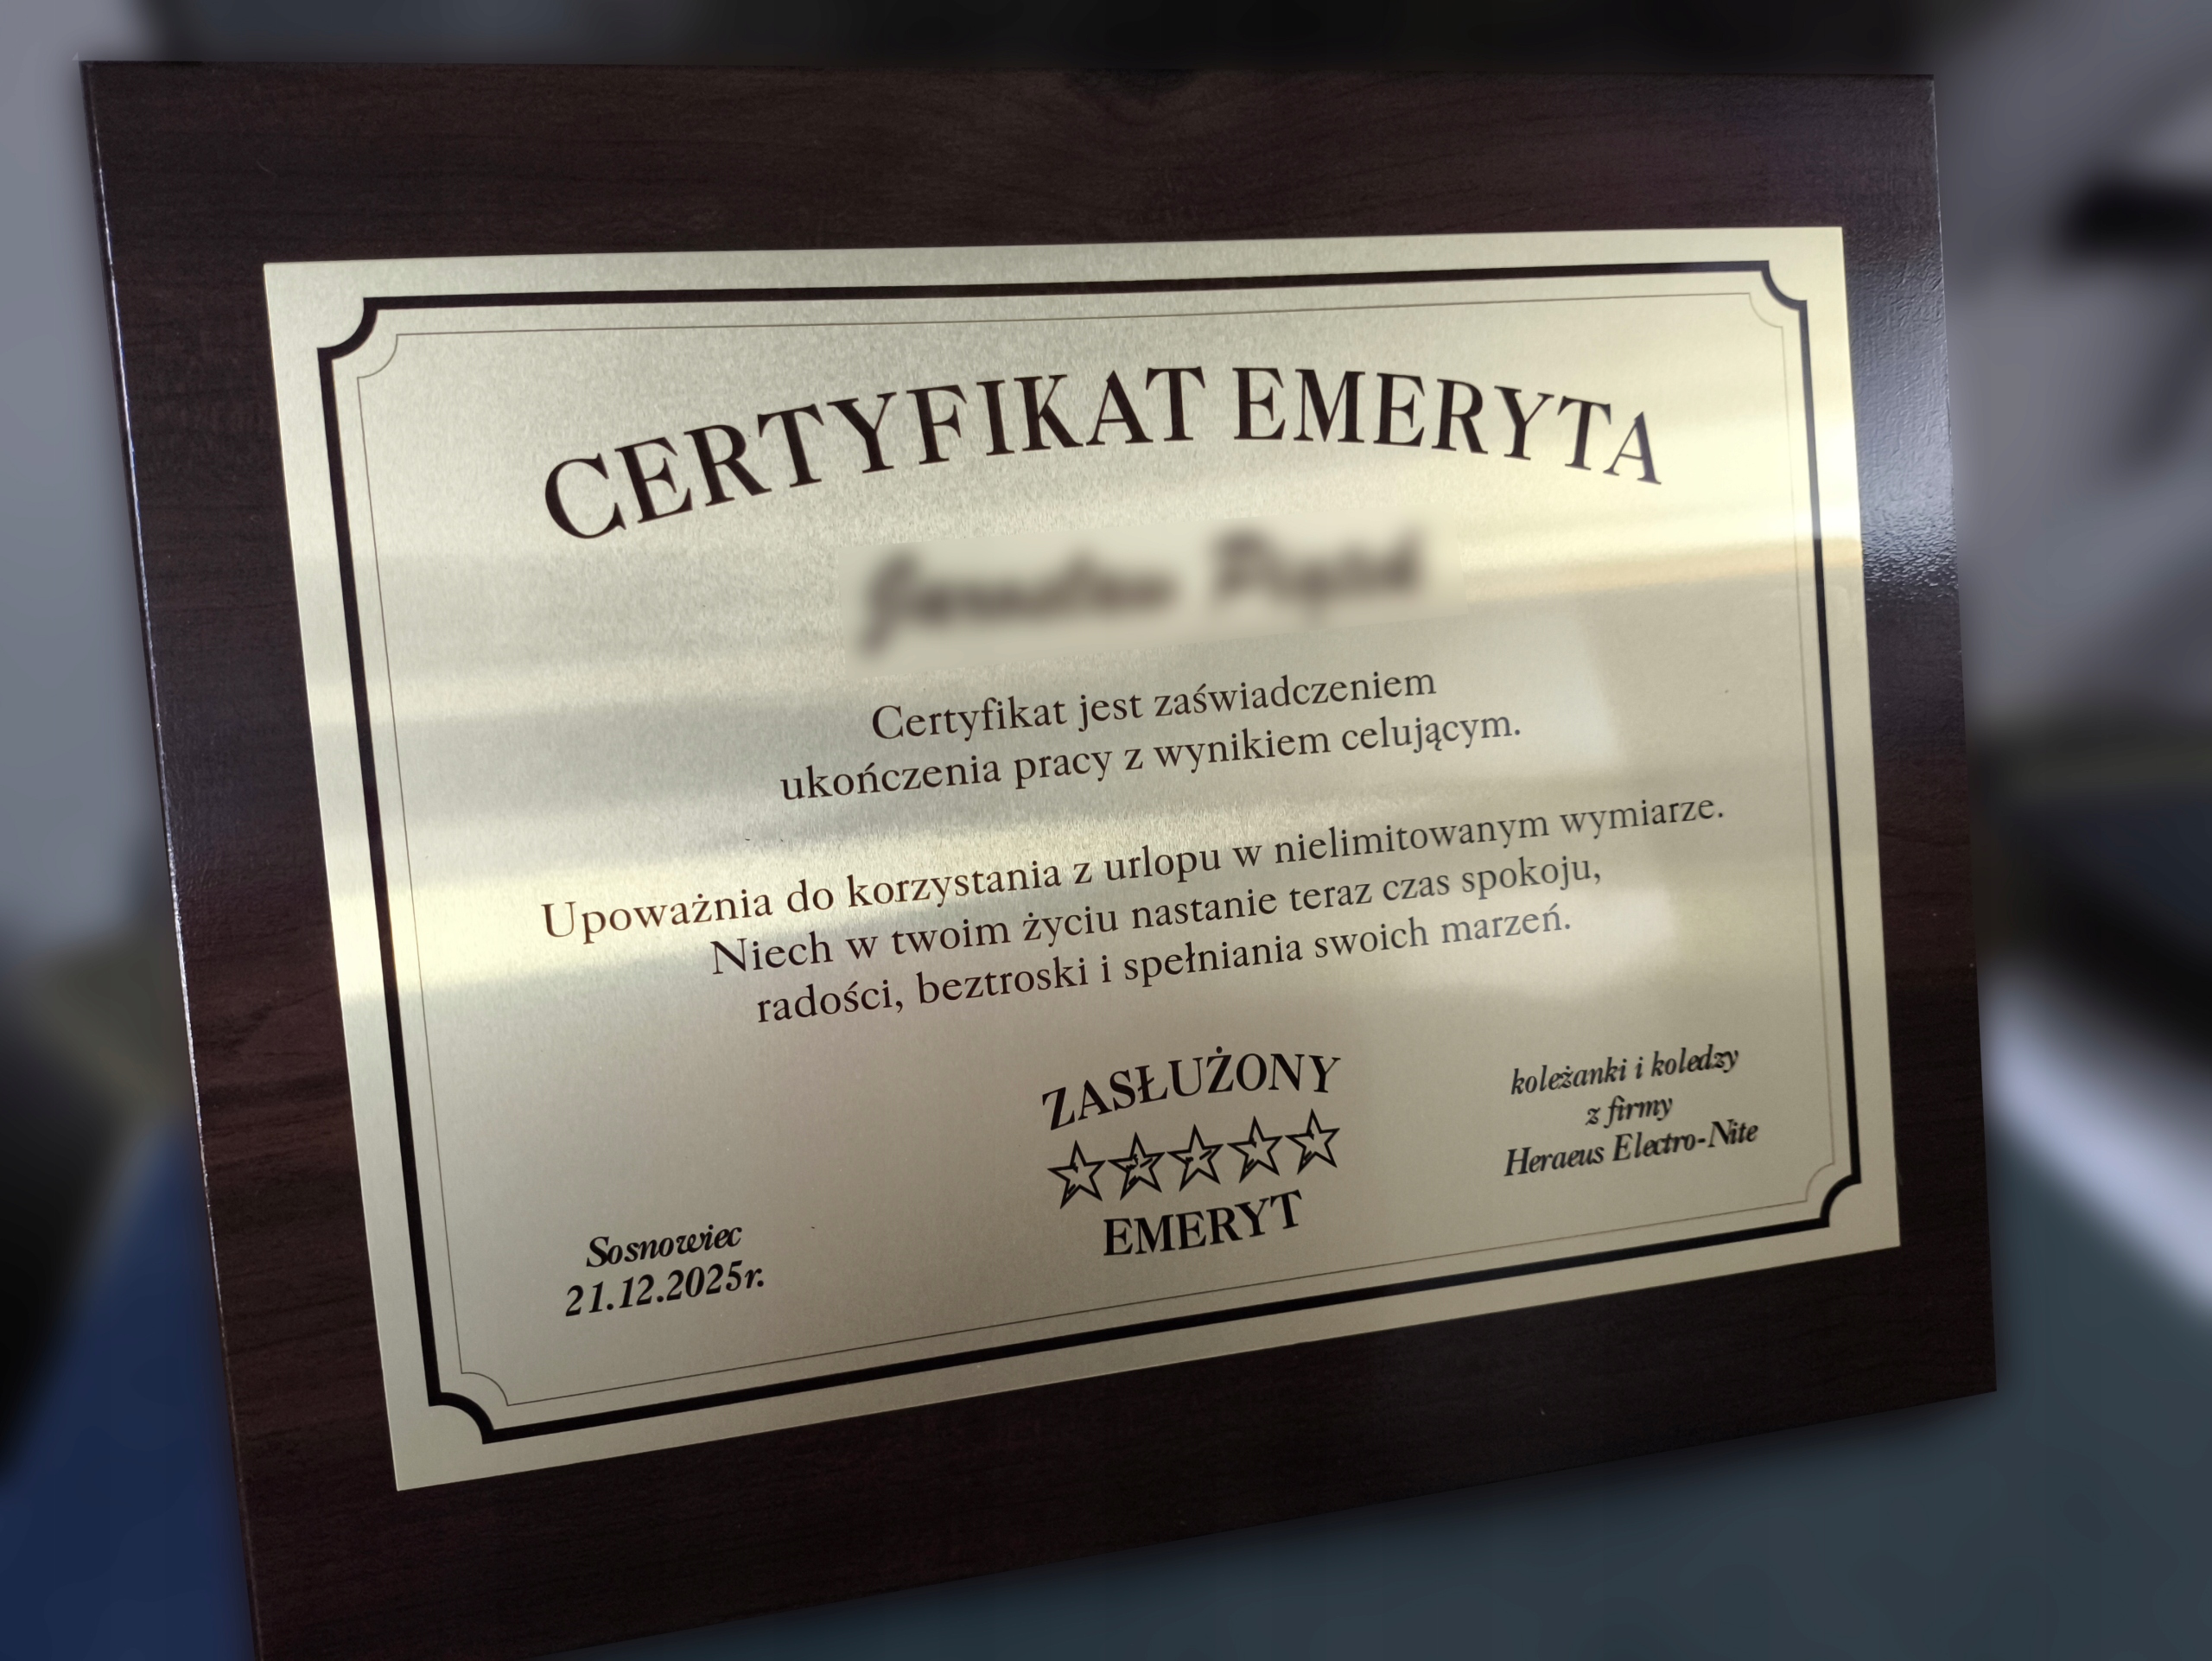 CERTYFIKAT EMERYTA
Certyfikat jest zaświadczeniem
ukończenia pracy z wynikiem celującym.
Upoważnia do korzystania z urlopu w nielimitowanym wymiarze.
Niech w twoim życiu nastanie teraz czas spokoju,
radości, beztroski i spełniania swoich marzeń.
ZASŁUŻONY
EMERYT
koleżanki i koledzy
z firmy
Heraeus Electro-Nite
Sosnowiec
21.12.2025r.